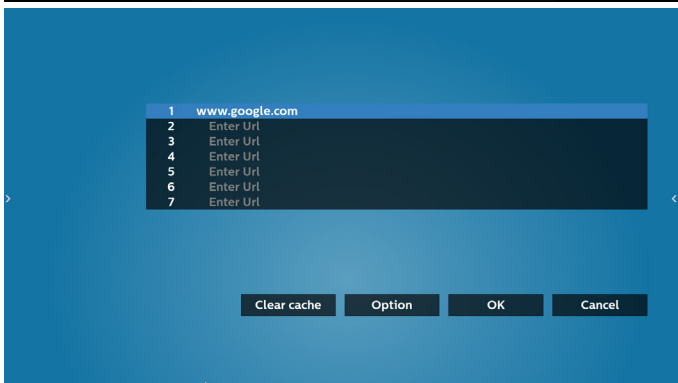 1 www.google.com
2 Enter Url
3 Enter Url
4 Enter Url
5 Enter Url
6 Enter Url
7 Enter Url
Clear cache Option OK Cancel